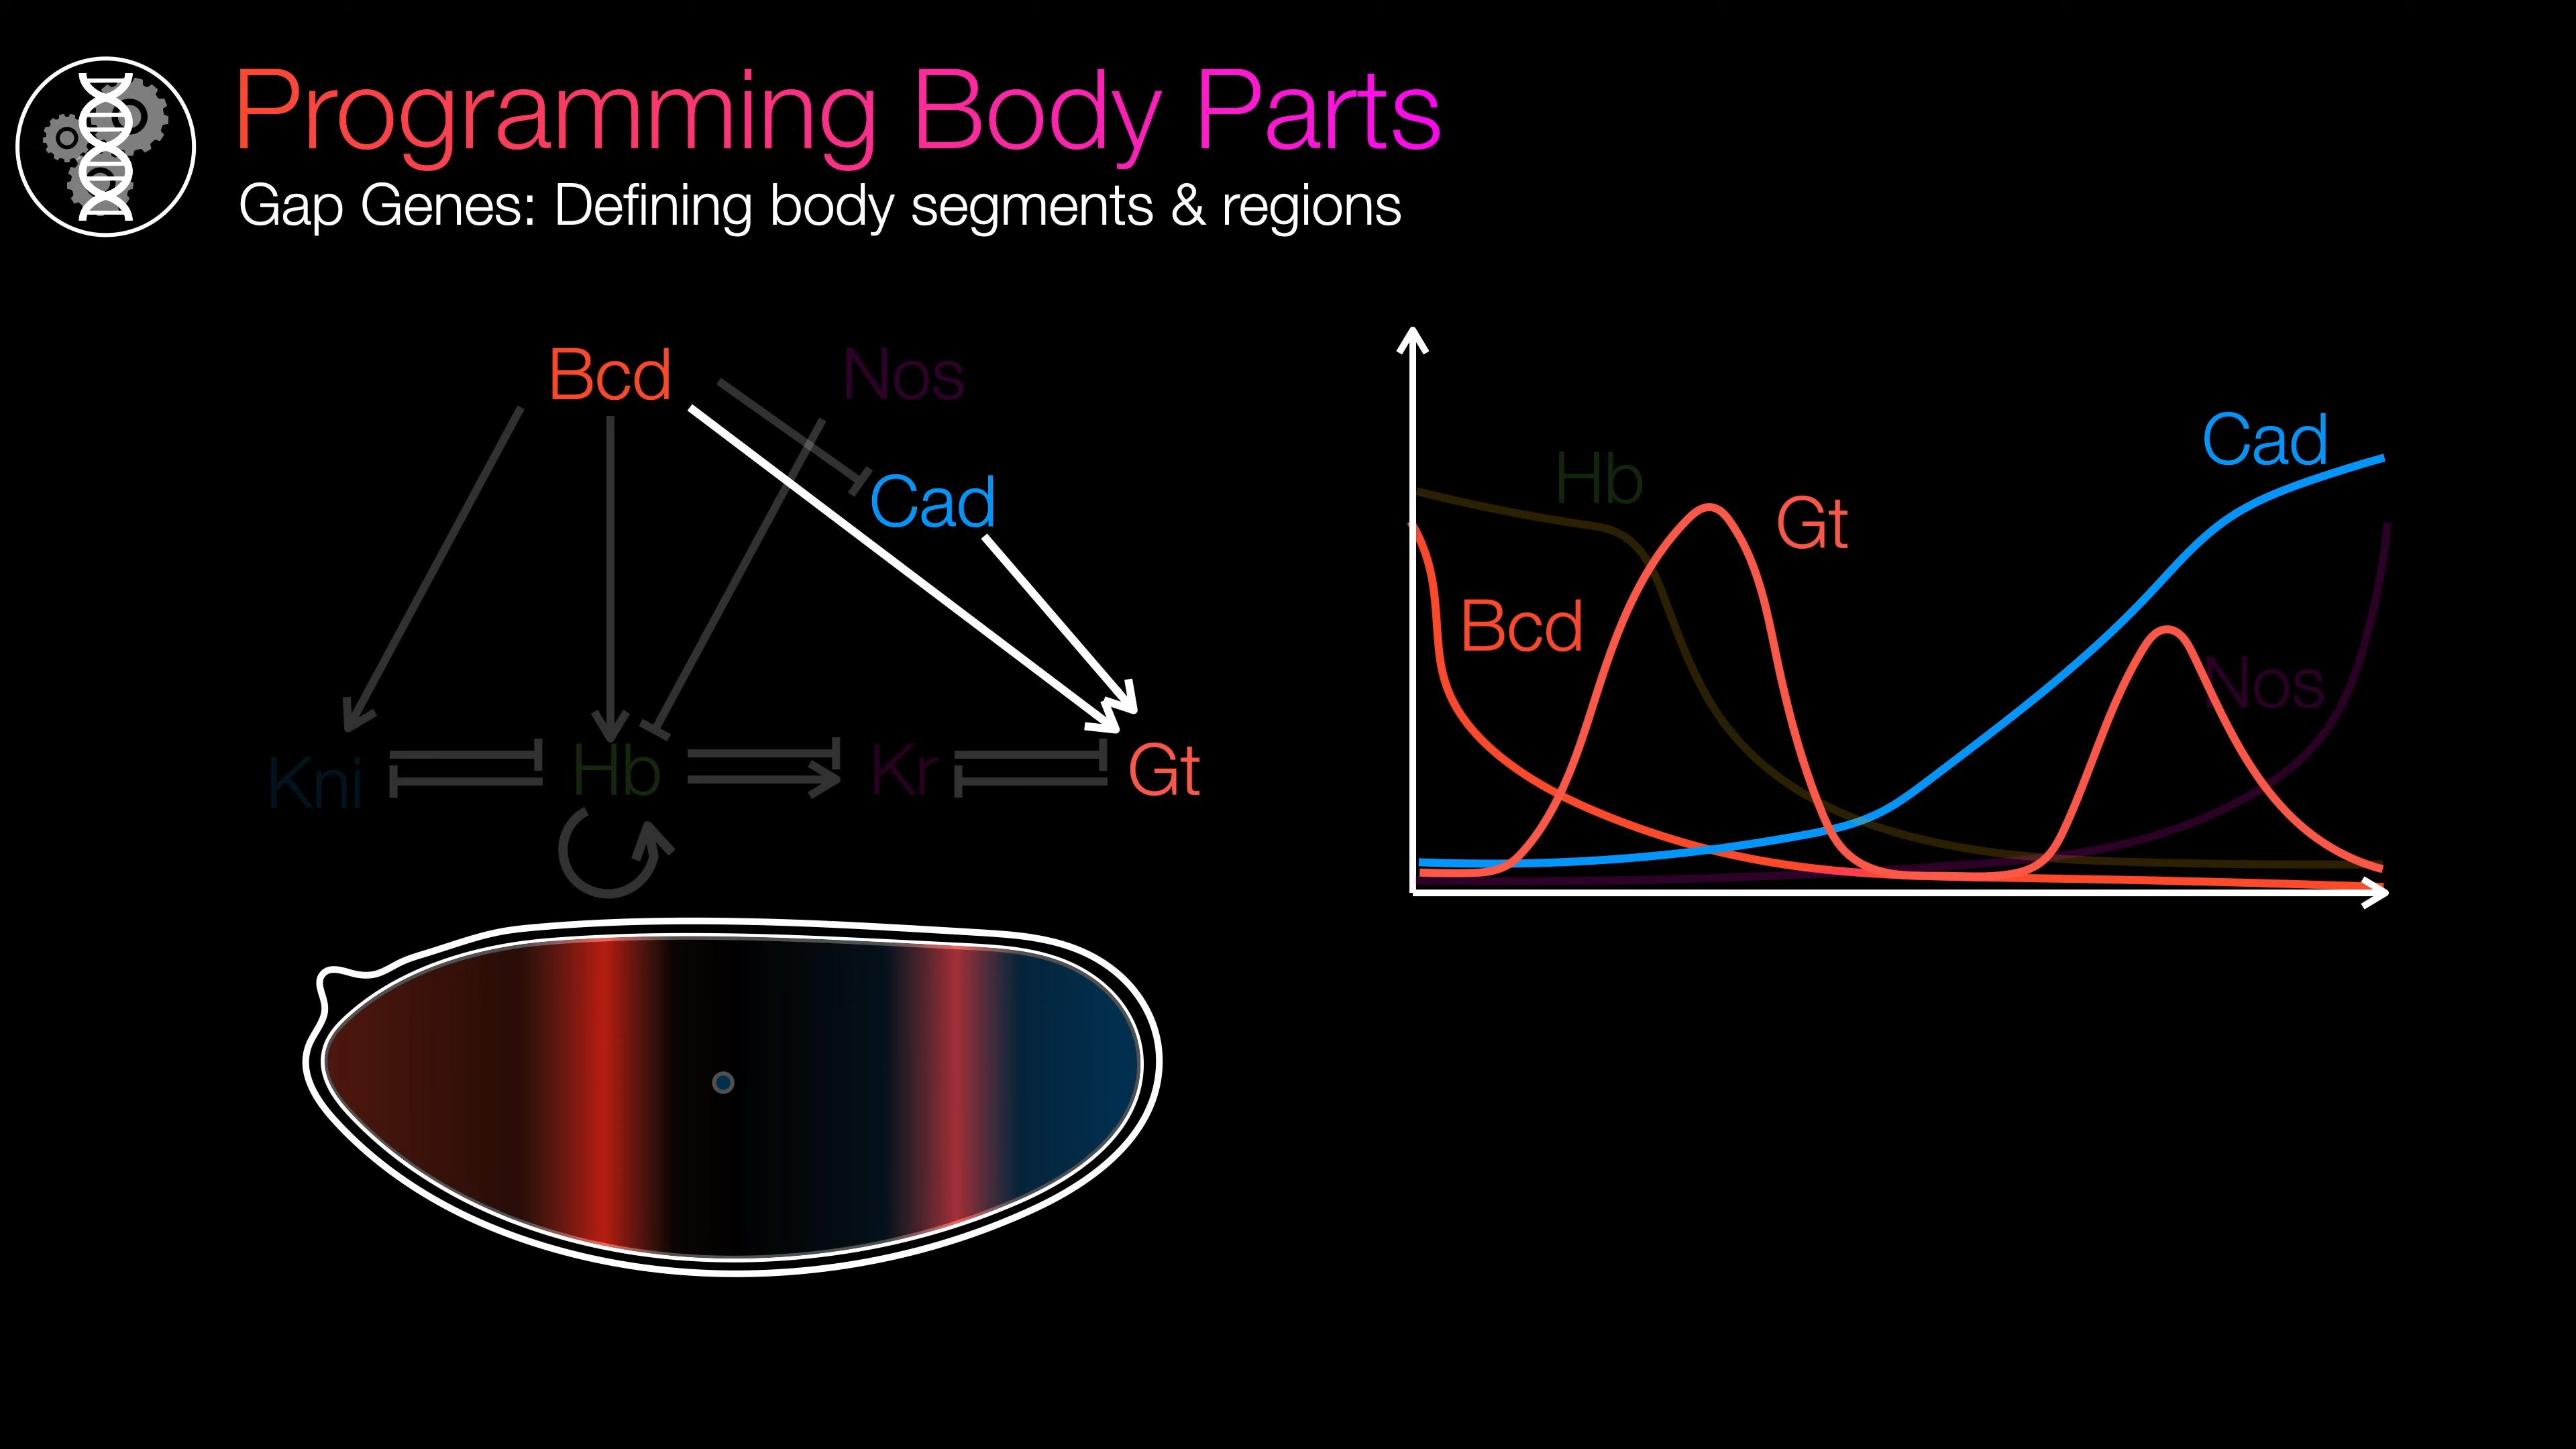 Programming Body Parts
Gap Genes: Defining body segments & regions
Bcd
Nos
Cad
Kni
Hb
Kr
Gt
Cad
Hb
Gt
Bcd
Nos